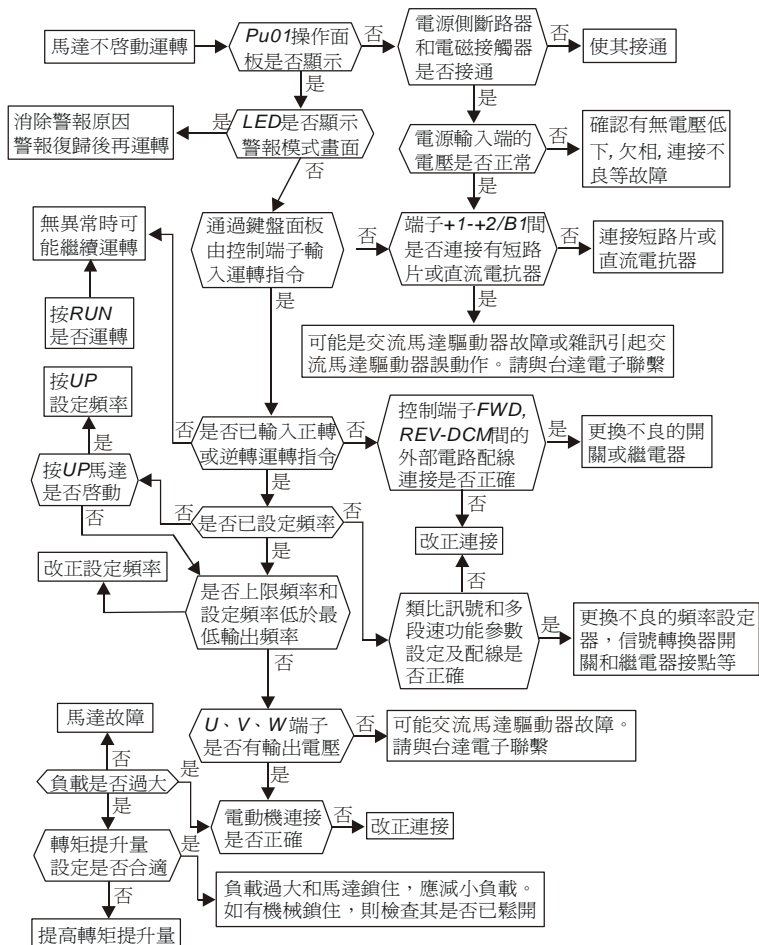 馬達不啓動運轉
Pu01操作面
板是否顯示
否
電源側斷路器
和電磁接觸器
是否接通
否
使其接通
是
是
消除警報原因
警報復歸後再運轉
是
LED是否顯示
警報模式畫面
否
電源輸入端的
電壓是否正常
否
確認有無電壓低
下,欠相,連接不
良等故障
是
無異常時可
能繼續運轉
通過鍵盤面板
由控制端子輸
入運轉指令
否
端子+1-+2/B1間
是否連接有短路
片或直流電抗器
否
連接短路片或
直流電抗器
是
是
按RUN
是否運轉
可能是交流馬達驅動器故障或雜訊引起交
流馬達驅動器誤動作。請與台達電子聯繫
按UP
設定頻率
是
否
是否已輸入正轉
或逆轉運轉指令
否
控制端子FWD,
REV-DCM間的
外部電路配線
連接是否正確
是
更換不良的開
關或繼電器
是
否
按UP馬達
是否啓動
否
否
是否已設定頻率
否
改正連接
是
否
改正設定頻率
是
是否上限頻率和
設定頻率低於最
低輸出頻率
否
類比訊號和多
段速功能參數
設定及配線是
否正確
是
更換不良的頻率設定
器，信號轉換器開
關和繼電器接點等
馬達故障
否
U、V、W端子
是否有輸出電壓
否
可能交流馬達驅動器故障。
請與台達電子聯繫
是
負載是否過大
是
是
電動機連接
是否正確
否
改正連接
轉矩提升量
設定是否合適
是
否
負載過大和馬達鎖住，應減小負載。
如有機械鎖住，則檢查其是否已鬆開
提高轉矩提升量